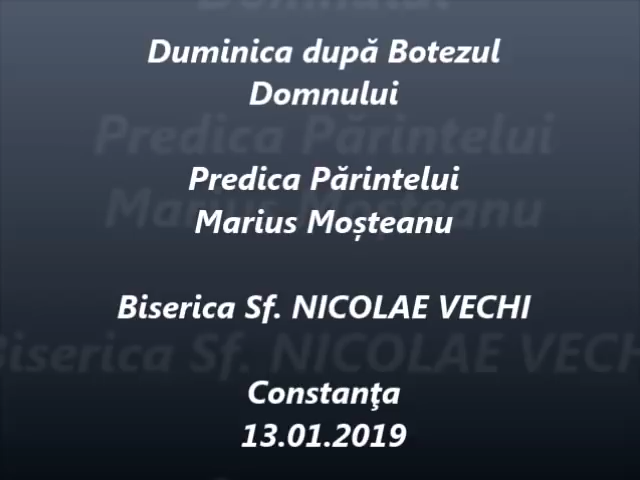 Duminica după Botezul
Domnului
Predica Părintelui
Marius Moșteanu
Biserica Sf. NICOLAE VECHI
Constanţa
13.01.2019